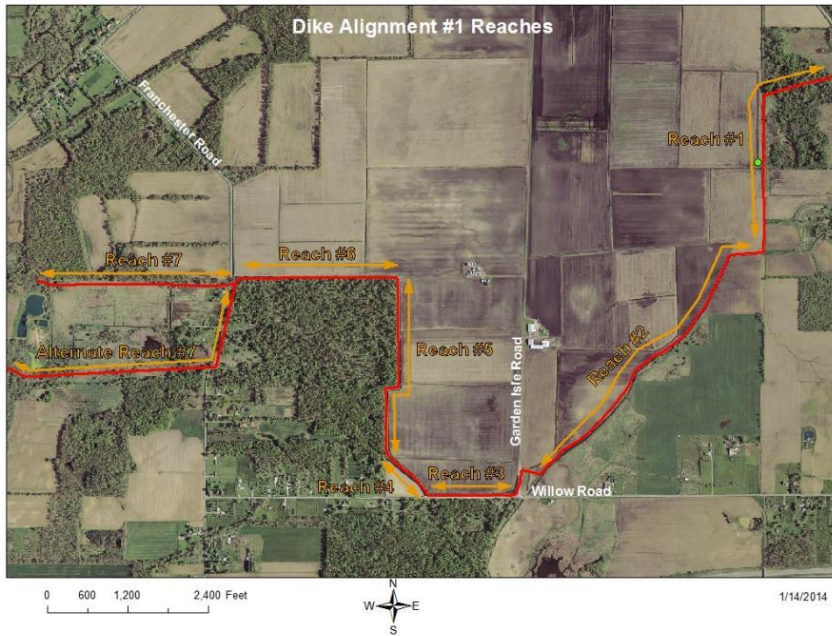 Dike Alignment #1 Reaches
Franchester Road
Reach #1
Reach #7
Reach #6
Alternate Reach #7
Reach #5
Garden Isle Road
Reach #2
Reach #4
Reach #3
Willow Road
0 600 1,200 2,400 Feet
N
W E
S
1/14/2014